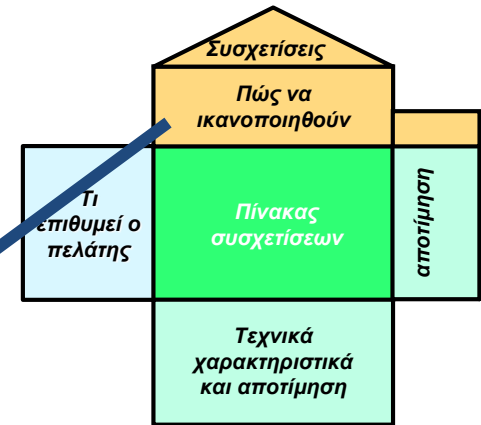 Συσχετίσεις
Πώς να
ικανοποιηθούν
Τι
επιθυμεί ο
πελάτης
Πίνακας
συσχετίσεων
αποτίμηση
Τεχνικά
χαρακτηριστικά
και αποτίμηση